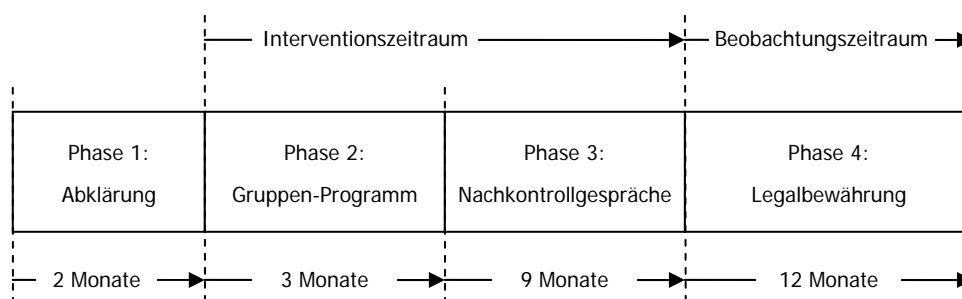 Interventionszeitraum
Beobachtungszeitraum
Phase 1:
Abklärung
Phase 2:
Gruppen-Programm
Phase 3:
Nachkontrollgespräche
Phase 4:
Legalbewährung
2 Monate
3 Monate
9 Monate
12 Monate